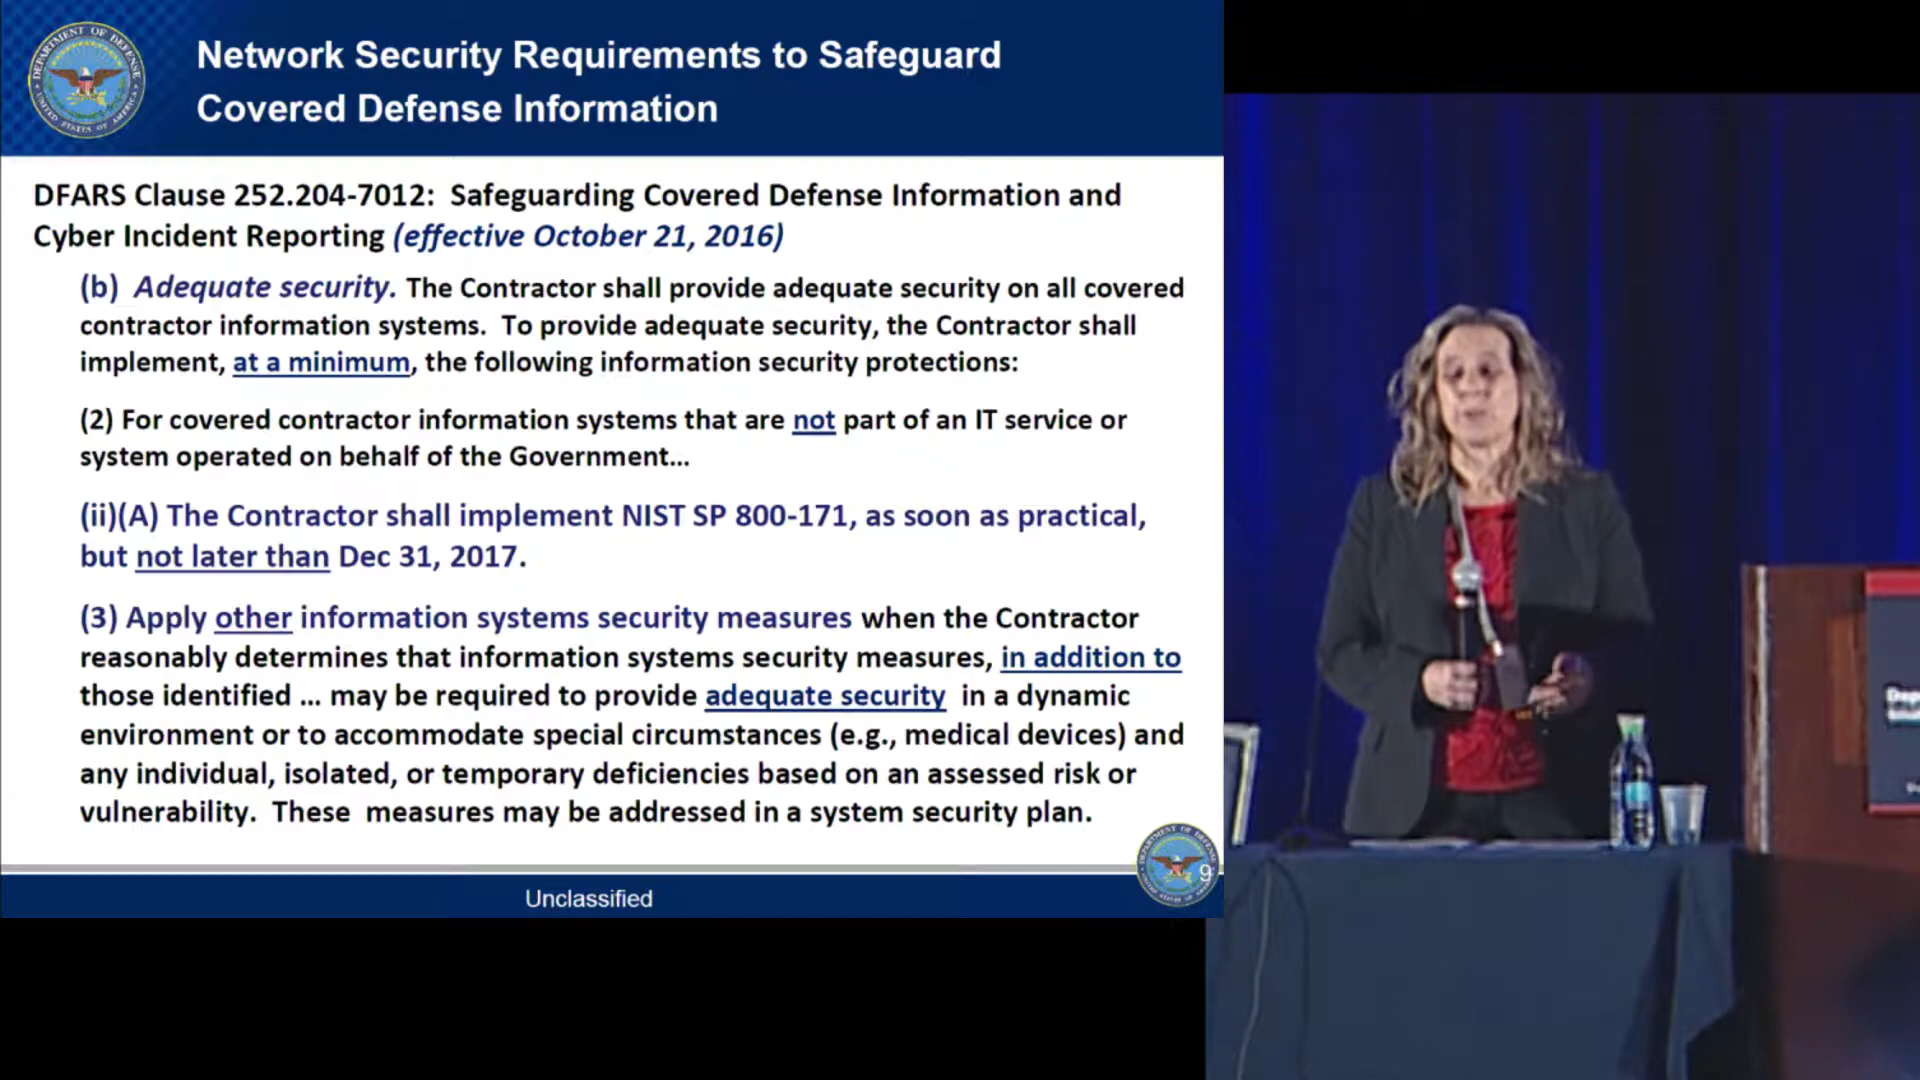 Network Security Requirements to Safeguard
Covered Defense Information
DEPARTMENT OF DEFENSE
UNITED STATES OF AMERICA
DFARS Clause 252.204-7012:  Safeguarding Covered Defense Information and
Cyber Incident Reporting (effective October 21, 2016)
(b)  Adequate security. The Contractor shall provide adequate security on all covered
contractor information systems.  To provide adequate security, the Contractor shall
implement, at a minimum, the following information security protections:
(2) For covered contractor information systems that are not part of an IT service or
system operated on behalf of the Government…
(ii)(A) The Contractor shall implement NIST SP 800-171, as soon as practical,
but not later than Dec 31, 2017.
(3) Apply other information systems security measures when the Contractor
reasonably determines that information systems security measures, in addition to
those identified … may be required to provide adequate security  in a dynamic
environment or to accommodate special circumstances (e.g., medical devices) and
any individual, isolated, or temporary deficiencies based on an assessed risk or
vulnerability.  These  measures may be addressed in a system security plan.
9
Unclassified